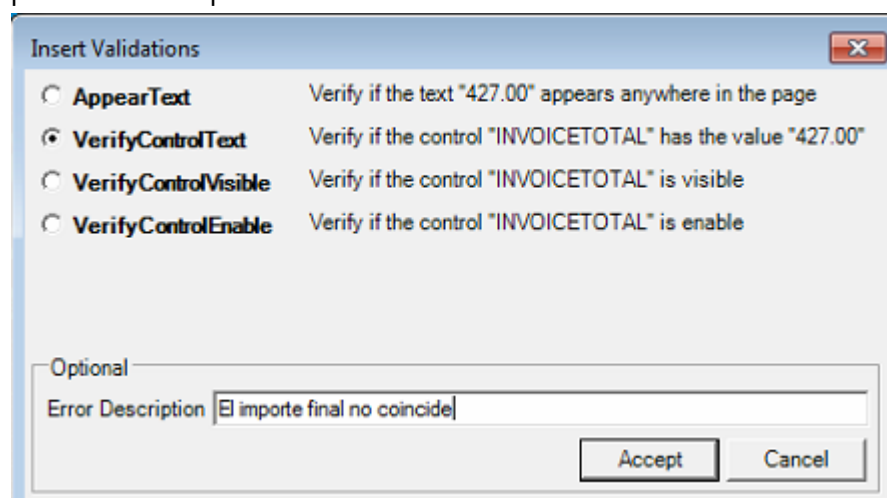 Insert Validations
AppearText Verify if the text "427.00" appears anywhere in the page
VerifyControlText Verify if the control "INVOICETOTAL" has the value "427.00"
VerifyControlVisible Verify if the control "INVOICETOTAL" is visible
VerifyControlEnable Verify if the control "INVOICETOTAL" is enable
Optional
Error Description El importe final no coincide
Accept Cancel